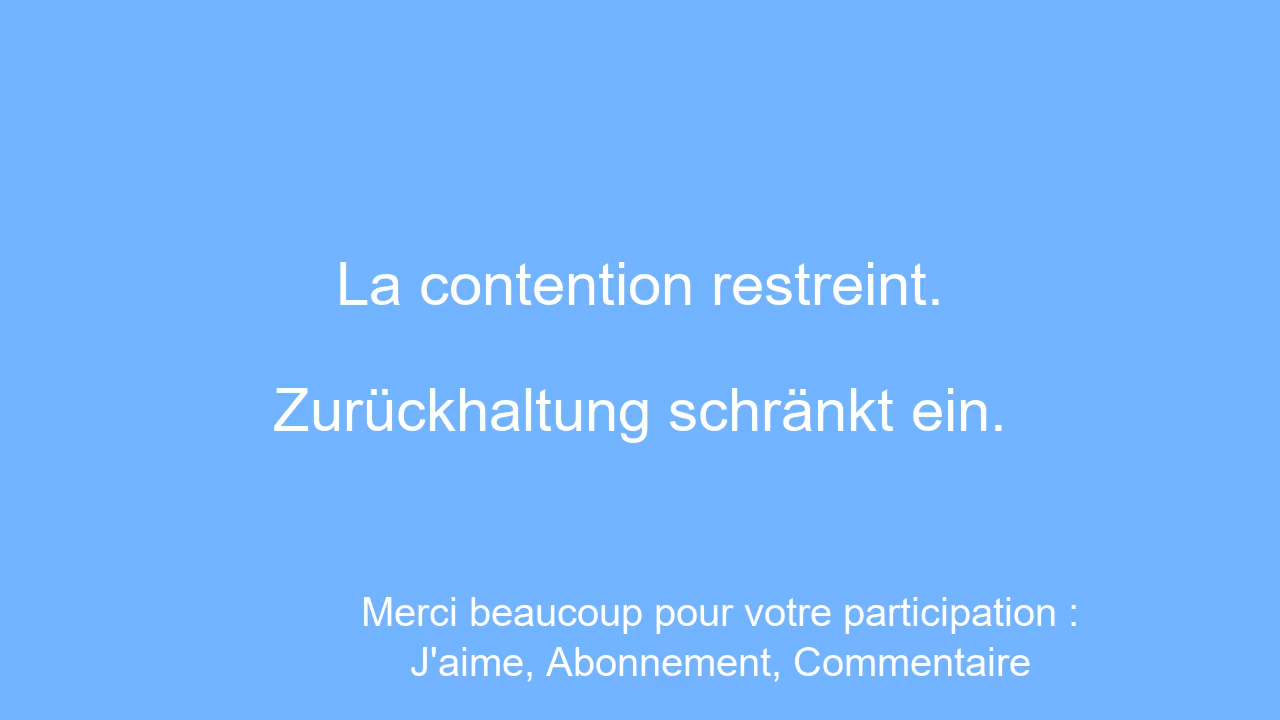 La contention restreint.
Zurückhaltung schränkt ein.
Merci beaucoup pour votre participation :
J'aime, Abonnement, Commentaire